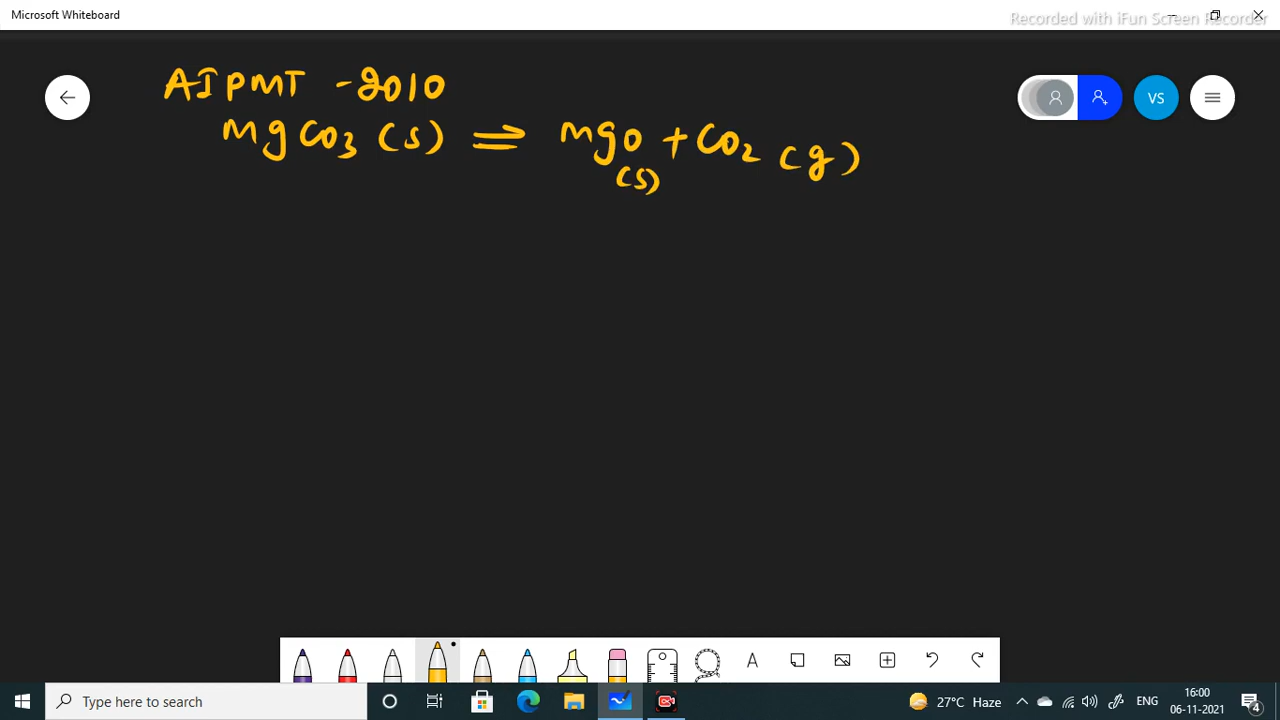 Microsoft Whiteboard
Recorded with iFun Screen Recorder
AIPMT - 2010
VS
MgCO3 (s) ⇌ MgO + CO2 (g)
(s)
A
Type here to search
27°C Haze
ENG
16:00
06-11-2021
4